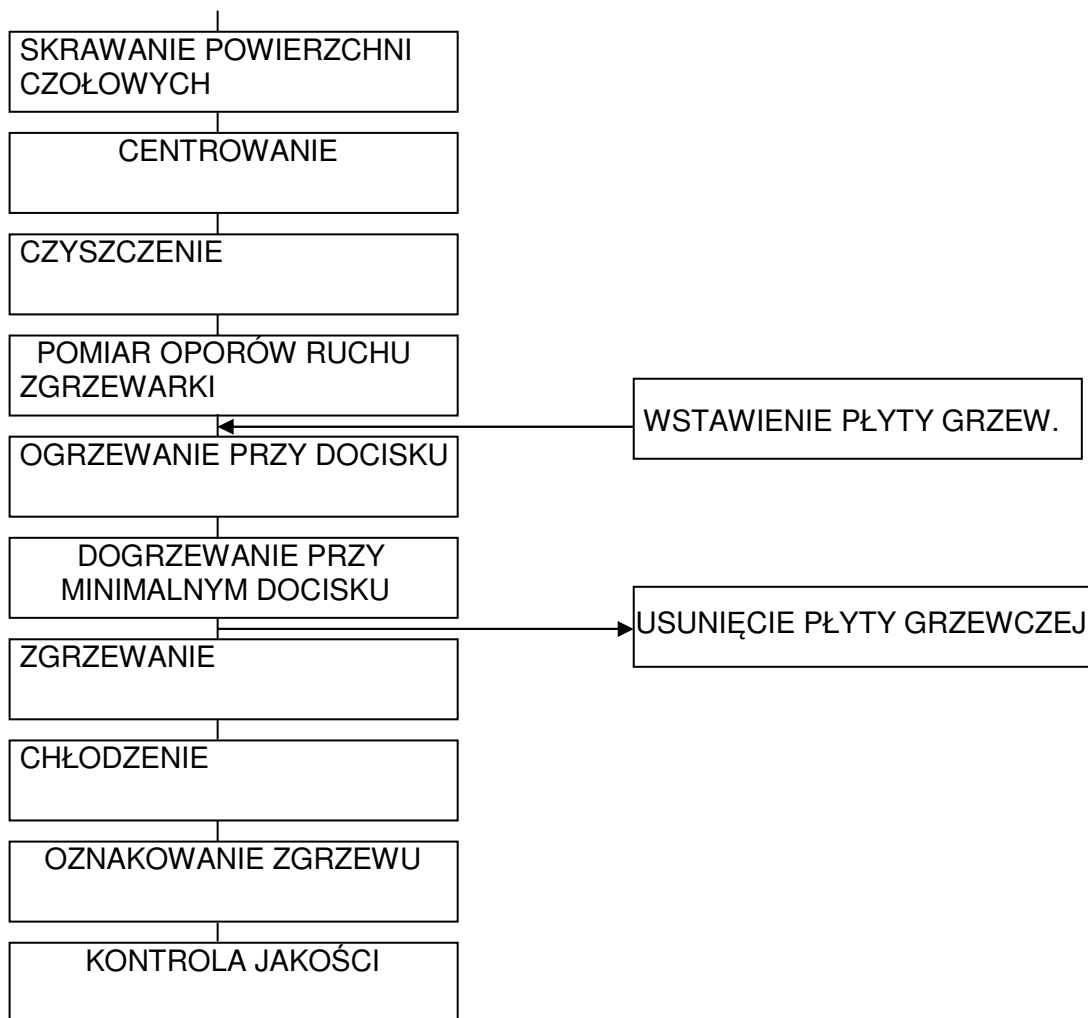 SKRAWANIE POWIERZCHNI
CZOŁOWYCH
CENTROWANIE
CZYSZCZENIE
POMIAR OPORÓW RUCHU
ZGRZEWARKI
WSTAWIENIE PŁYTY GRZEW.
OGRZEWANIE PRZY DOCISKU
DOGRZEWANIE PRZY
MINIMALNYM DOCISKU
USUNIĘCIE PŁYTY GRZEWCZEJ
ZGRZEWANIE
CHŁODZENIE
OZNAKOWANIE ZGRZEWU
KONTROLA JAKOŚCI